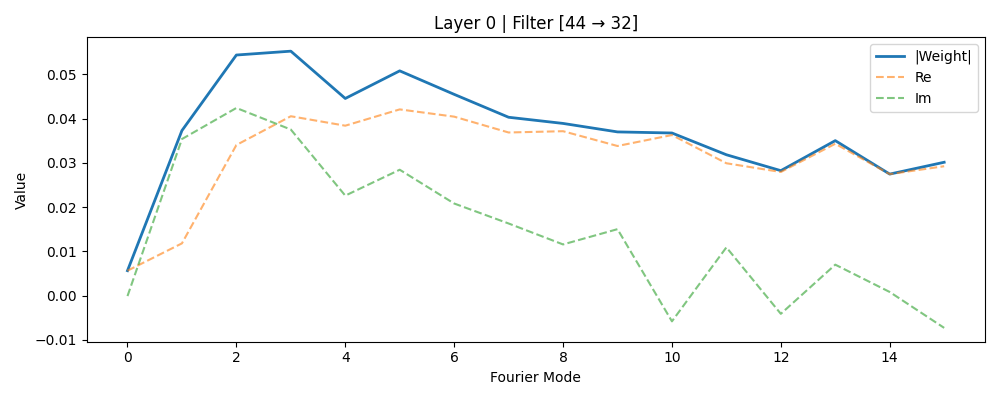 Layer 0 | Filter [44 → 32]
|Weight|
Re
Im
Value
0.05
0.04
0.03
0.02
0.01
0.00
−0.01
0 2 4 6 8 10 12 14
Fourier Mode